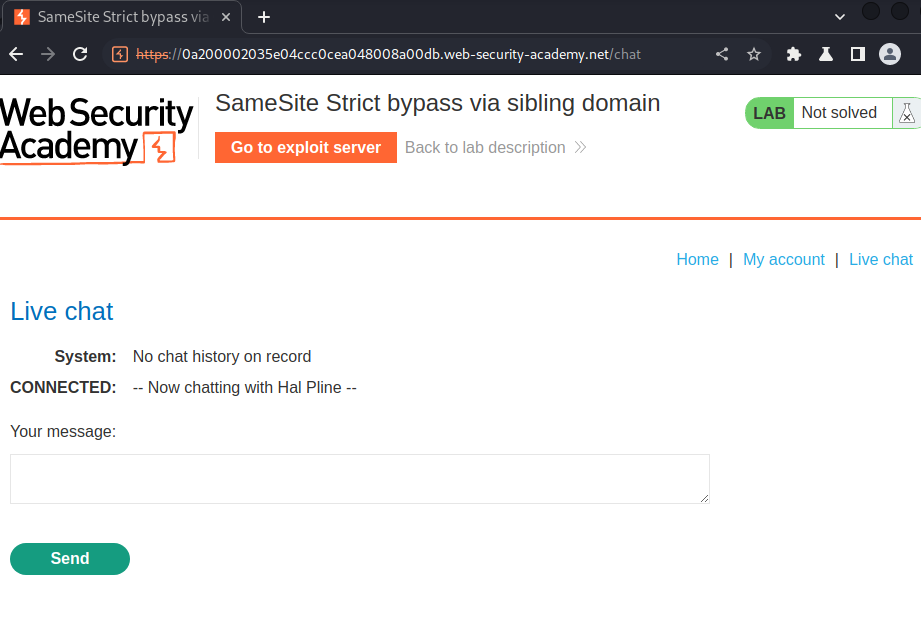 SameSite Strict bypass via
https://0a200002035e04ccc0cea048008a00db.web-security-academy.net/chat
Web Security
Academy
SameSite Strict bypass via sibling domain
LAB Not solved
Go to exploit server Back to lab description
Home | My account | Live chat
Live chat
System: No chat history on record
CONNECTED: -- Now chatting with Hal Pline --
Your message:
Send